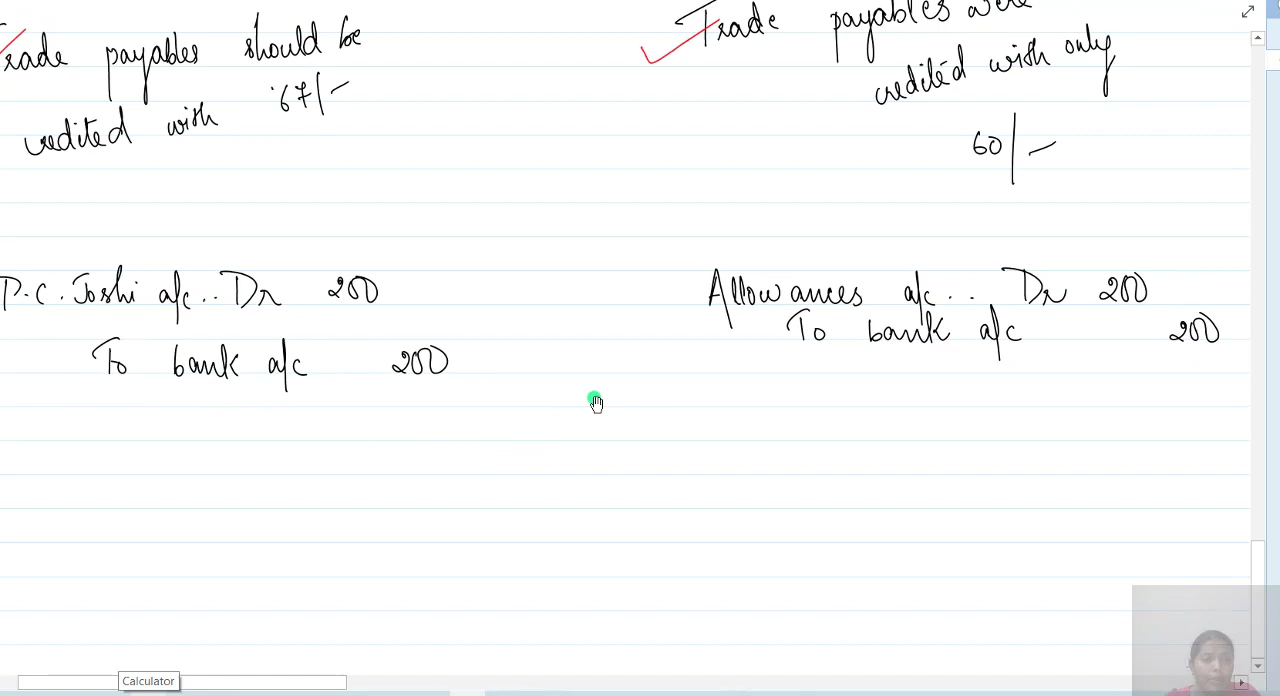 Trade payables should be
credited with 67/-
Trade payables were
credited with only
60/-
P.C. Joshi a/c.. Dr 200
To bank a/c 200
Allowances a/c... Dr 200
To bank a/c 200
Calculator